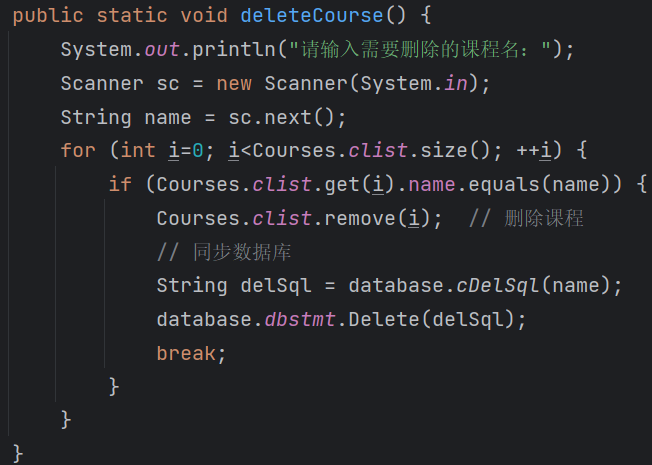 public static void deleteCourse() {
    System.out.println("请输入需要删除的课程名：");
    Scanner sc = new Scanner(System.in);
    String name = sc.next();
    for (int i=0; i<Courses.clist.size(); ++i) {
        if (Courses.clist.get(i).name.equals(name)) {
            Courses.clist.remove(i);  // 删除课程
            // 同步数据库
            String delSql = database.cDelSql(name);
            database.dbstmt.Delete(delSql);
            break;
        }
    }
}